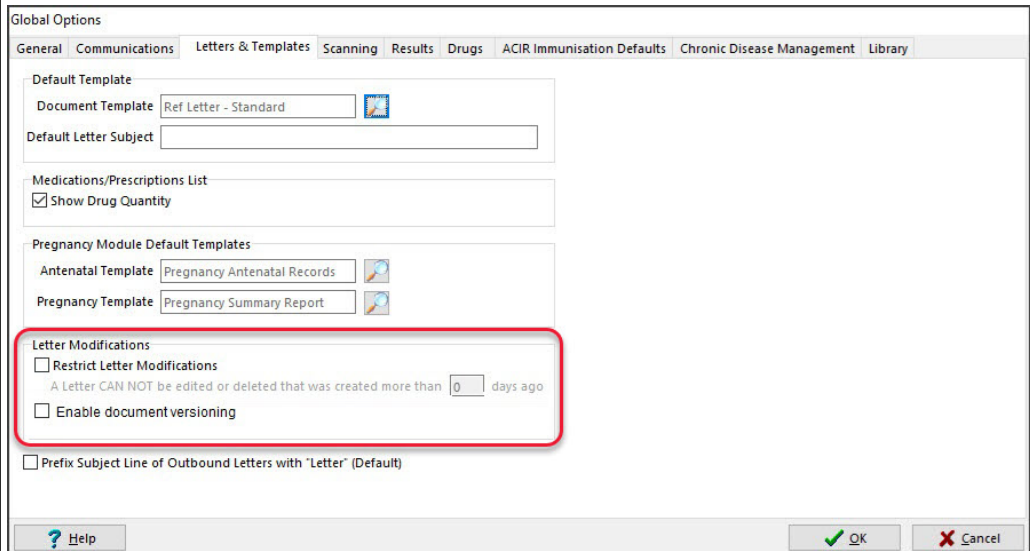 Global Options
General Communications Letters & Templates Scanning Results Drugs ACIR Immunisation Defaults Chronic Disease Management Library
Default Template
Document Template Ref Letter - Standard
Default Letter Subject
Medications/Prescriptions List
Show Drug Quantity
Pregnancy Module Default Templates
Antenatal Template Pregnancy Antenatal Records
Pregnancy Template Pregnancy Summary Report
Letter Modifications
Restrict Letter Modifications
A Letter CAN NOT be edited or deleted that was created more than 0 days ago
Enable document versioning
Prefix Subject Line of Outbound Letters with "Letter" (Default)
? Help OK Cancel